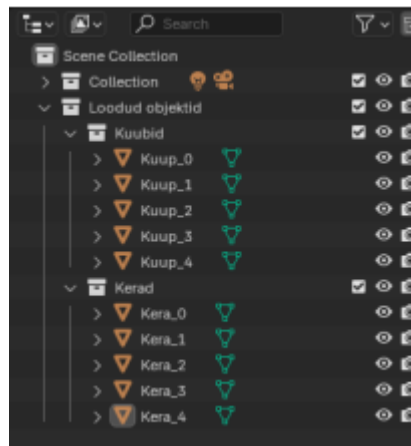 Search
Scene Collection
Collection
Loodud objektid
Kuubid
Kuup_0
Kuup_1
Kuup_2
Kuup_3
Kuup_4
Kerad
Kera_0
Kera_1
Kera_2
Kera_3
Kera_4